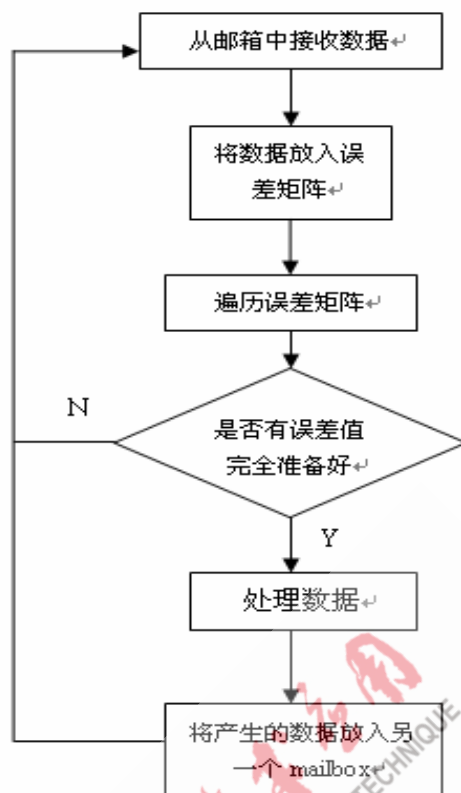 从邮箱中接收数据
将数据放入误
差矩阵
遍历误差矩阵
N
是否有误差值
完全准备好
Y
处理数据
将产生的数据放入另
一个 mailbox
TECHNIQUE